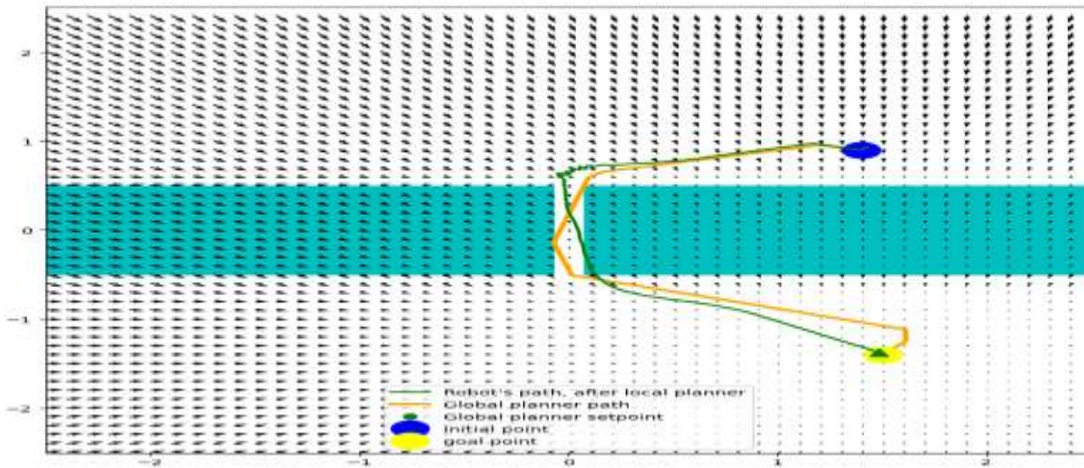 2
1
0
−1
−2
Robot's path, after local planner
Global planner path
Global planner setpoint
initial point
goal point
−2 −1 0 1 2